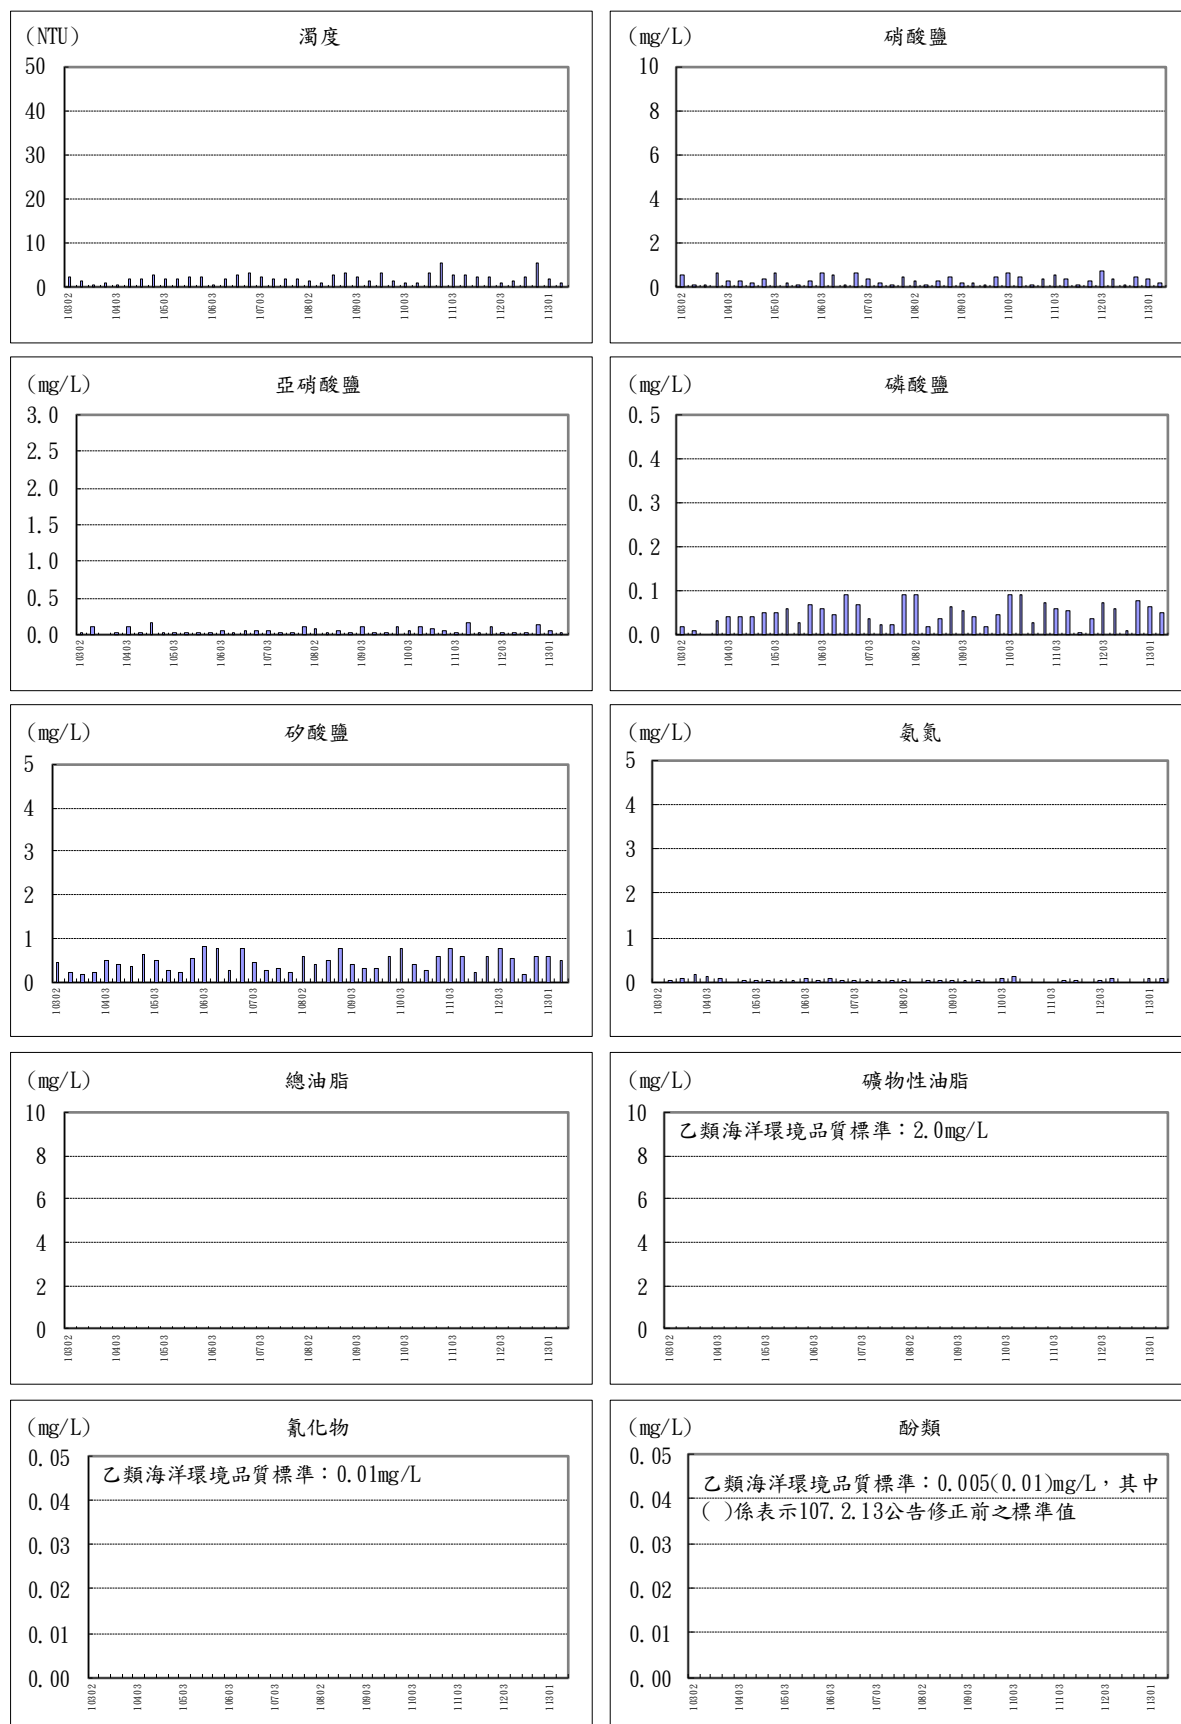 (NTU) 濁度
50
40
30
20
10
0
10302 10403 10503 10603 10703 10802 10903 11003 11103 11203 11301
(mg/L) 硝酸鹽
10
8
6
4
2
0
10302 10403 10503 10603 10703 10802 10903 11003 11103 11203 11301
(mg/L) 亞硝酸鹽
3.0
2.5
2.0
1.5
1.0
0.5
0.0
10302 10403 10503 10603 10703 10802 10903 11003 11103 11203 11301
(mg/L) 磷酸鹽
0.5
0.4
0.3
0.2
0.1
0.0
10302 10403 10503 10603 10703 10802 10903 11003 11103 11203 11301
(mg/L) 矽酸鹽
5
4
3
2
1
0
10302 10403 10503 10603 10703 10802 10903 11003 11103 11203 11301
(mg/L) 氨氮
5
4
3
2
1
0
10302 10403 10503 10603 10703 10802 10903 11003 11103 11203 11301
(mg/L) 總油脂
10
8
6
4
2
0
10302 10403 10503 10603 10703 10802 10903 11003 11103 11203 11301
(mg/L) 礦物性油脂
乙類海洋環境品質標準：2.0mg/L
10
8
6
4
2
0
10302 10403 10503 10603 10703 10802 10903 11003 11103 11203 11301
(mg/L) 氰化物
乙類海洋環境品質標準：0.01mg/L
0.05
0.04
0.03
0.02
0.01
0.00
10302 10403 10503 10603 10703 10802 10903 11003 11103 11203 11301
(mg/L) 酚類
乙類海洋環境品質標準：0.005(0.01)mg/L，其中
( )係表示107.2.13公告修正前之標準值
0.05
0.04
0.03
0.02
0.01
0.00
10302 10403 10503 10603 10703 10802 10903 11003 11103 11203 11301